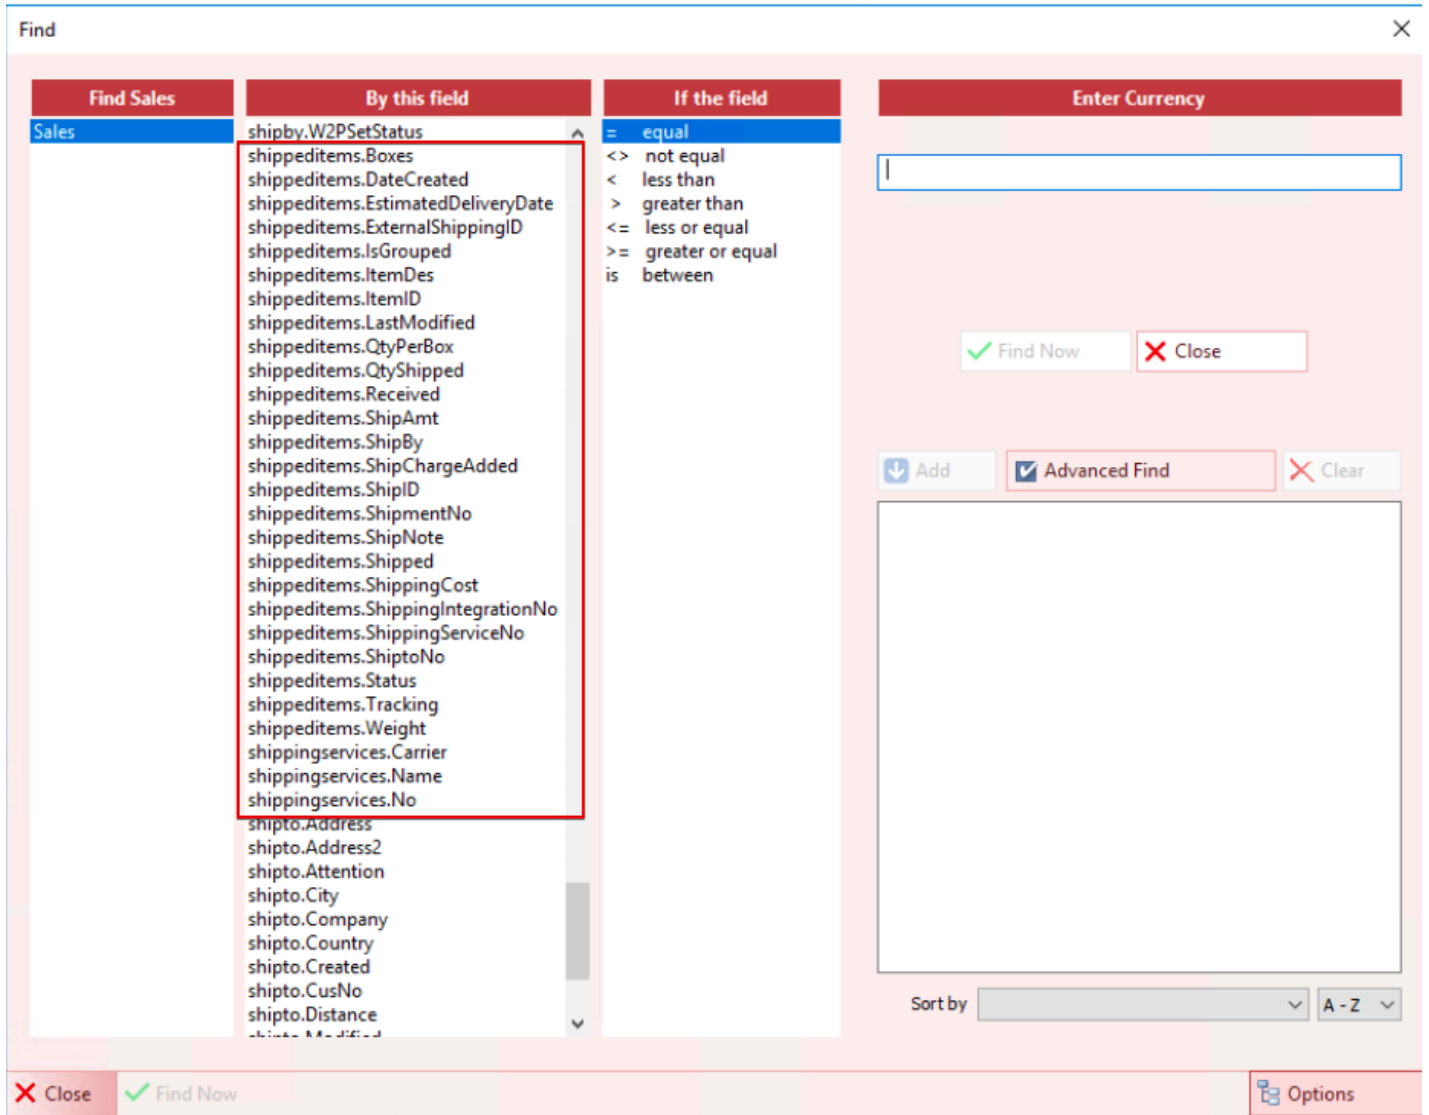 Find
Find Sales
Sales
By this field
shipby.W2PSetStatus
shippeditems.Boxes
shippeditems.DateCreated
shippeditems.EstimatedDeliveryDate
shippeditems.ExternalShippingID
shippeditems.IsGrouped
shippeditems.ItemDes
shippeditems.ItemID
shippeditems.LastModified
shippeditems.QtyPerBox
shippeditems.QtyShipped
shippeditems.Received
shippeditems.ShipAmt
shippeditems.ShipBy
shippeditems.ShipChargeAdded
shippeditems.ShipID
shippeditems.ShipmentNo
shippeditems.ShipNote
shippeditems.Shipped
shippeditems.ShippingCost
shippeditems.ShippingIntegrationNo
shippeditems.ShippingServiceNo
shippeditems.ShiptoNo
shippeditems.Status
shippeditems.Tracking
shippeditems.Weight
shippingservices.Carrier
shippingservices.Name
shippingservices.No
shipto.Address
shipto.Address2
shipto.Attention
shipto.City
shipto.Company
shipto.Country
shipto.Created
shipto.CusNo
shipto.Distance
shipto.Modified
If the field
= equal
<> not equal
< less than
> greater than
<= less or equal
>= greater or equal
is between
Enter Currency
Find Now
Close
Add
Advanced Find
Clear
Sort by
A - Z
Close
Find Now
Options